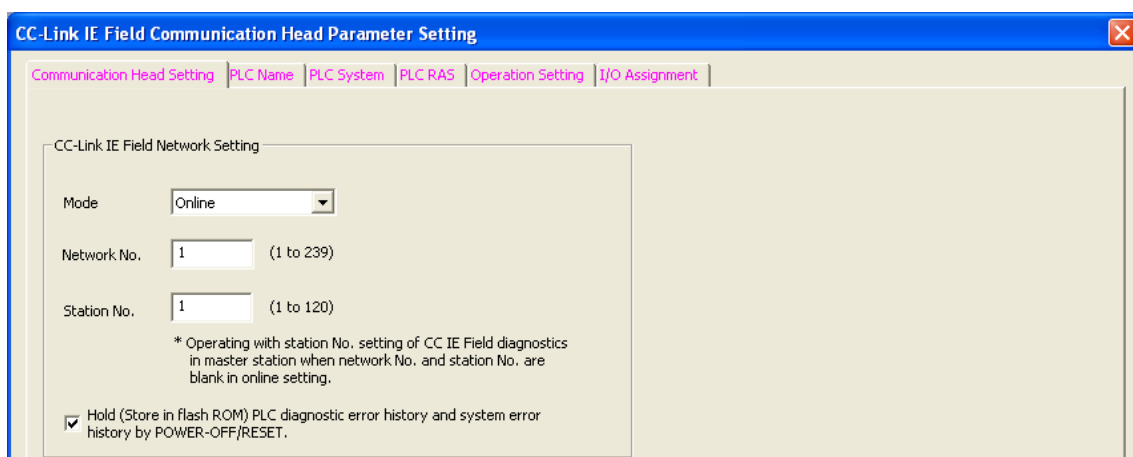 CC-Link IE Field Communication Head Parameter Setting
Communication Head Setting PLC Name PLC System PLC RAS Operation Setting I/O Assignment
CC-Link IE Field Network Setting
Mode Online
Network No. 1 (1 to 239)
Station No. 1 (1 to 120)
* Operating with station No. setting of CC IE Field diagnostics
in master station when network No. and station No. are
blank in online setting.
Hold (Store in flash ROM) PLC diagnostic error history and system error
history by POWER-OFF/RESET.